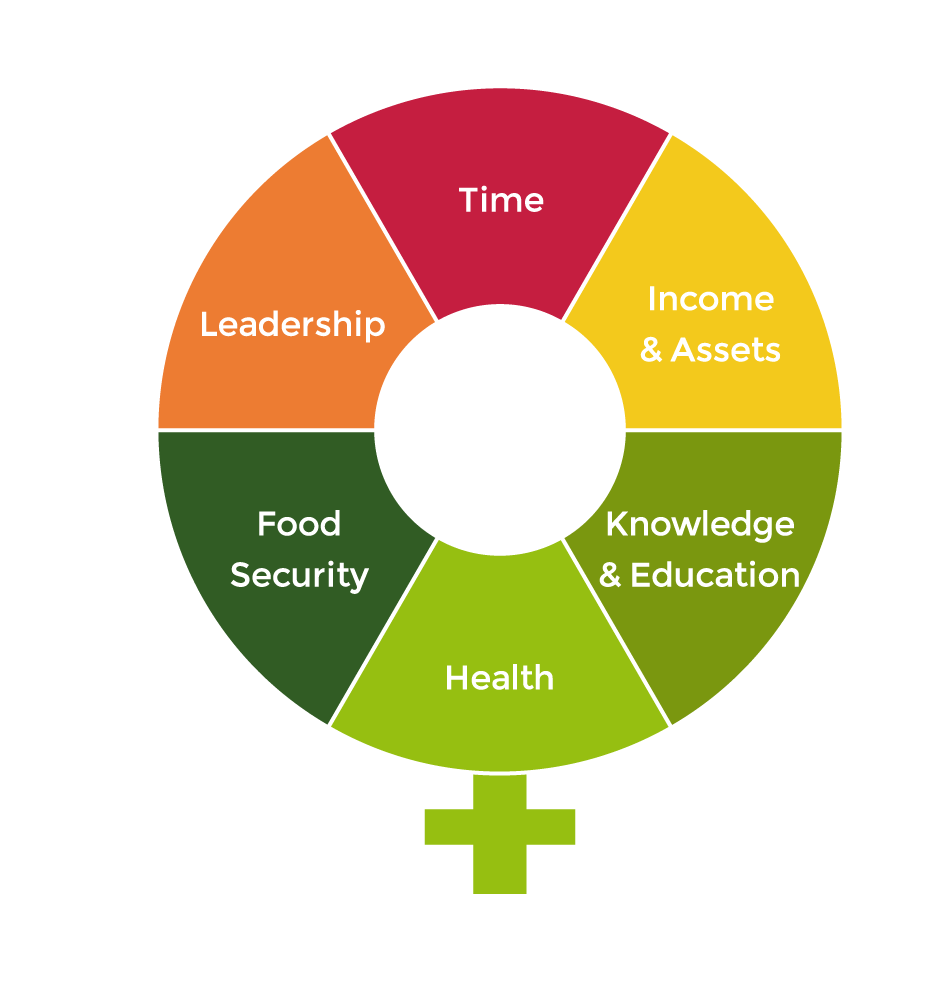 Time
Income
& Assets
Knowledge
& Education
Health
Food
Security
Leadership